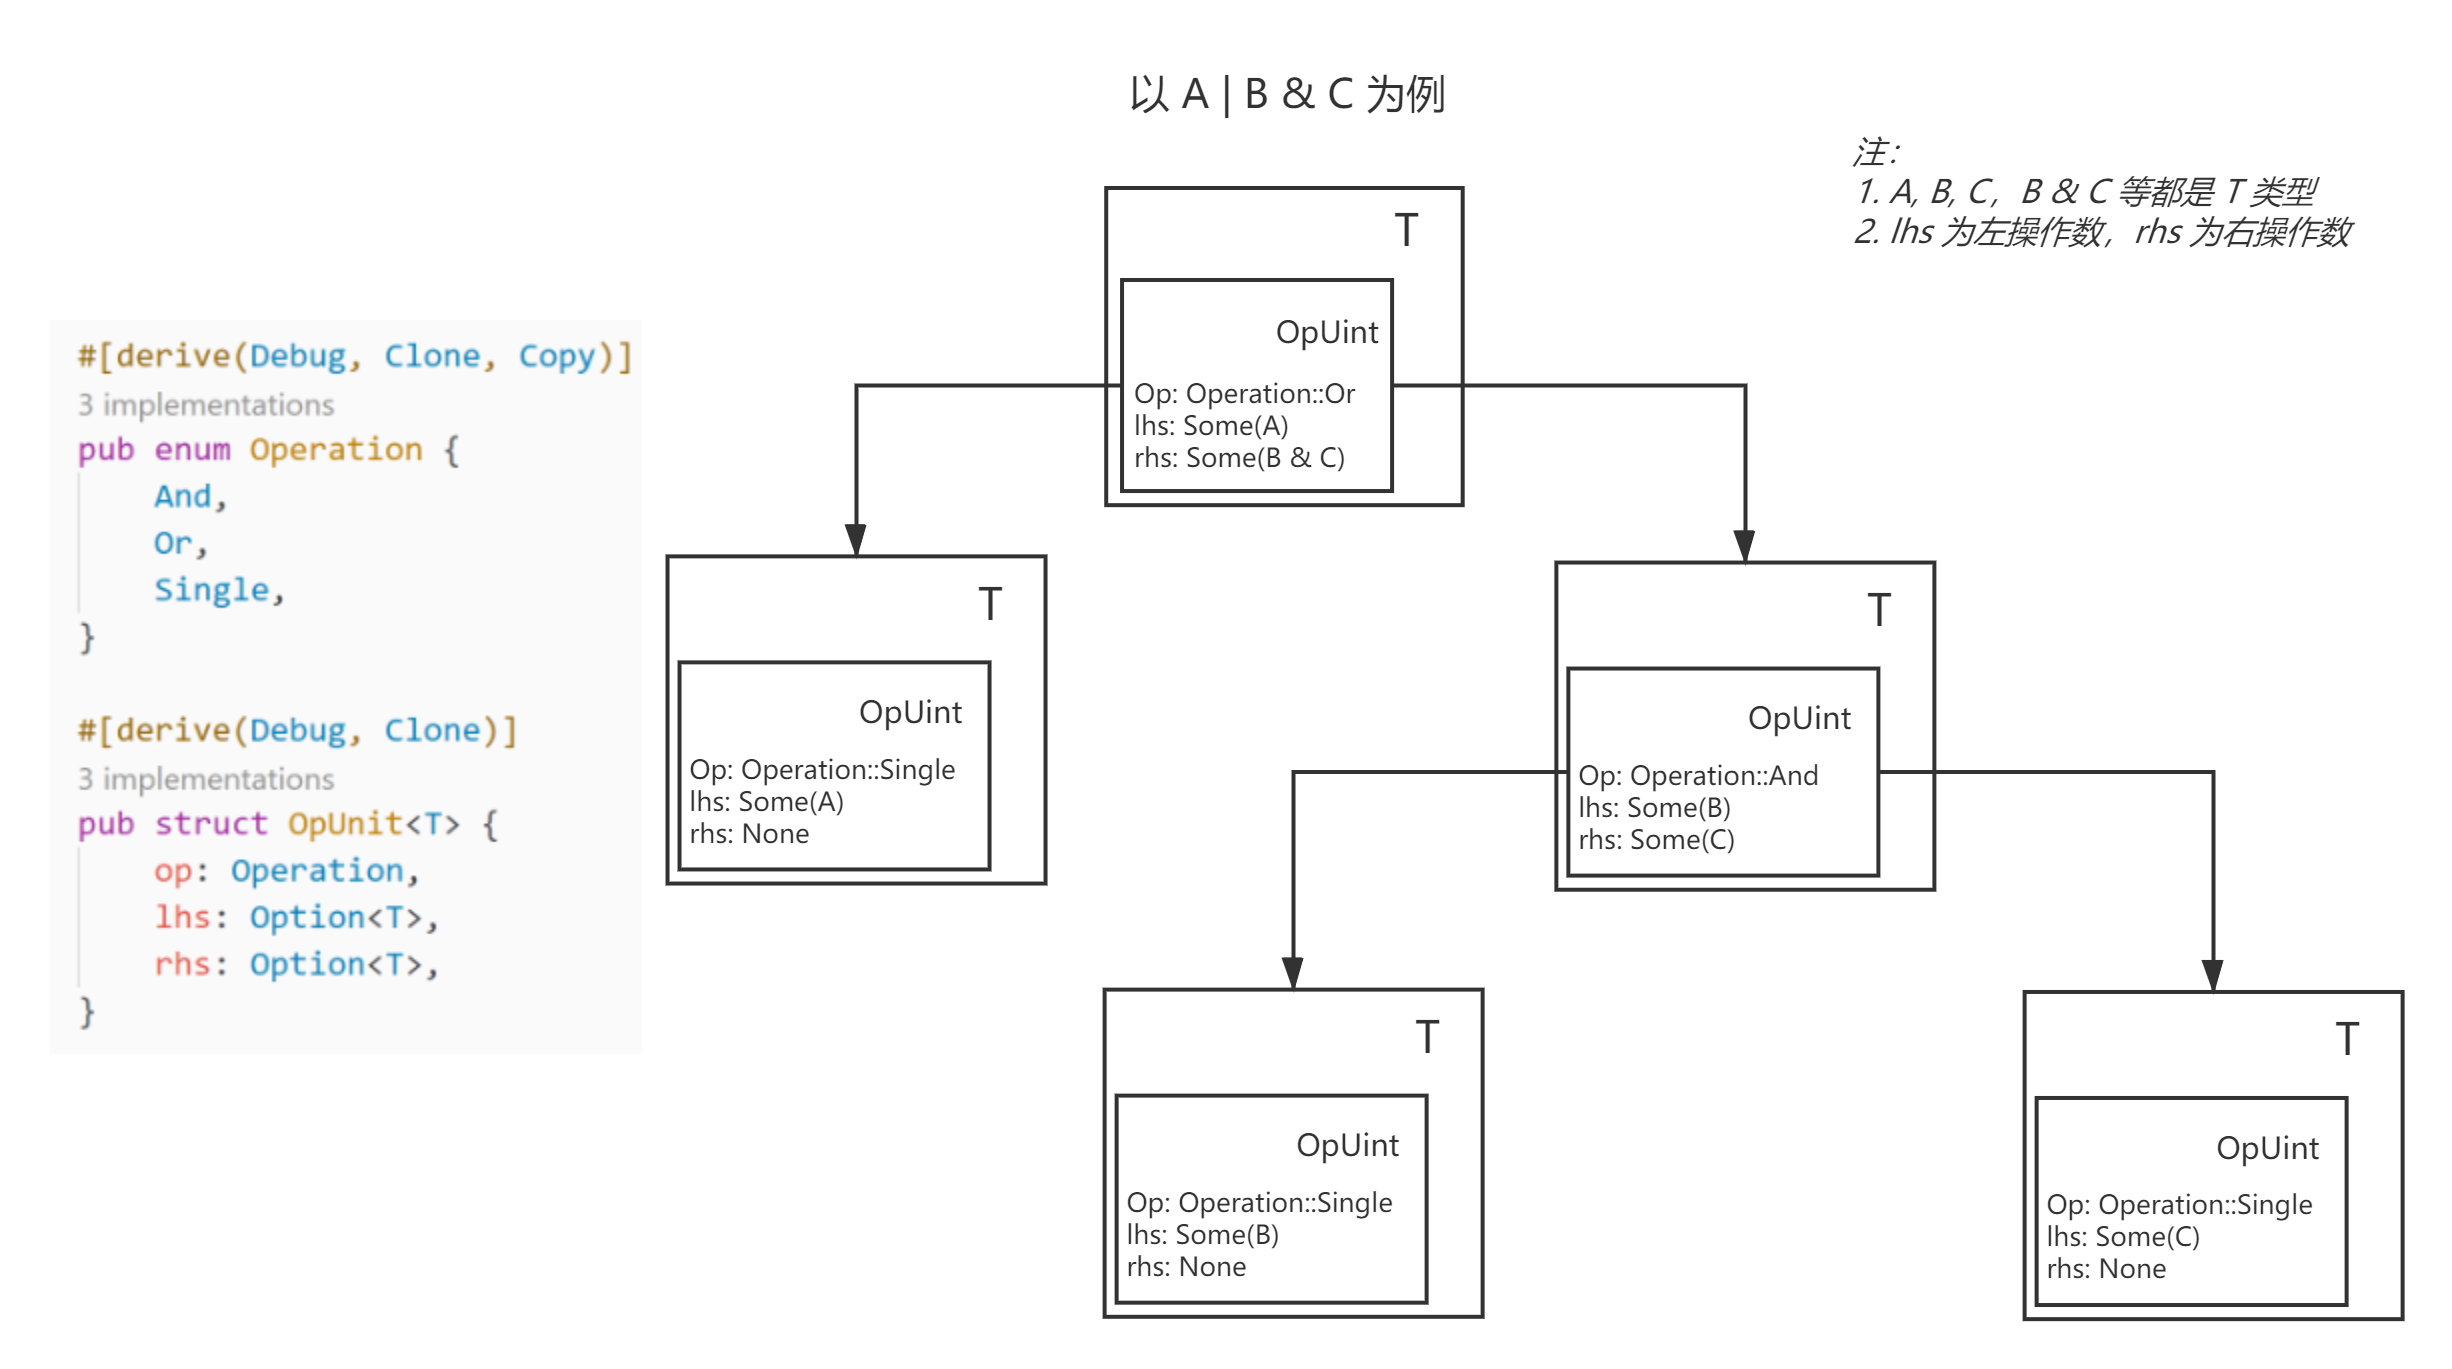 以 A | B & C 为例
注：
1. A, B, C，B & C 等都是 T 类型
2. lhs 为左操作数，rhs 为右操作数
#[derive(Debug, Clone, Copy)]
3 implementations
pub enum Operation {
And,
Or,
Single,
}
#[derive(Debug, Clone)]
3 implementations
pub struct OpUnit<T> {
op: Operation,
lhs: Option<T>,
rhs: Option<T>,
}
T
OpUint
Op: Operation::Or
lhs: Some(A)
rhs: Some(B & C)
T
OpUint
Op: Operation::Single
lhs: Some(A)
rhs: None
T
OpUint
Op: Operation::And
lhs: Some(B)
rhs: Some(C)
T
OpUint
Op: Operation::Single
lhs: Some(B)
rhs: None
T
OpUint
Op: Operation::Single
lhs: Some(C)
rhs: None